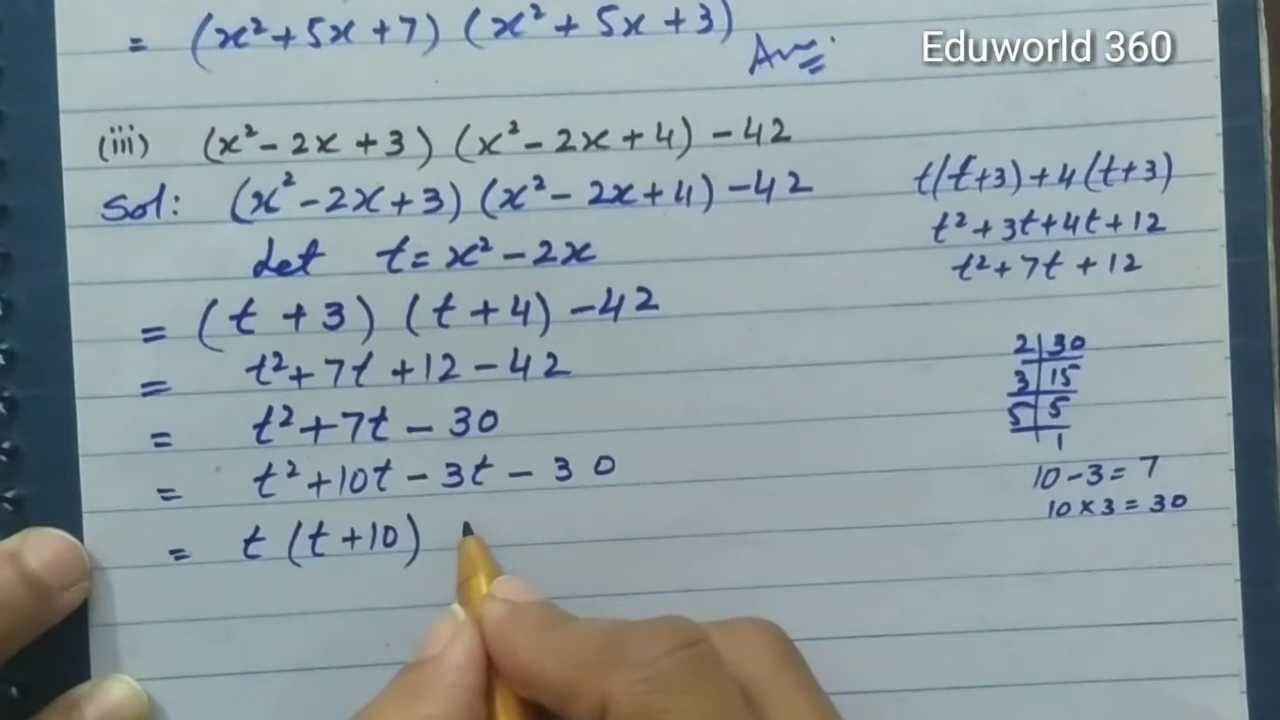 = (x²+5x+7) (x²+5x+3) Ans.
Eduworld 360
(iii) (x²-2x+3) (x²-2x+4) -42
Sol: (x²-2x+3) (x²-2x+4) -42
Let t = x²-2x
= (t+3) (t+4) -42
= t²+7t+12-42
= t²+7t-30
= t²+10t-3t-30
= t (t+10)
t(t+3)+4(t+3)
t²+3t+4t+12
t²+7t+12
2|30
3|15
5|5
|1
10-3=7
10×3=30